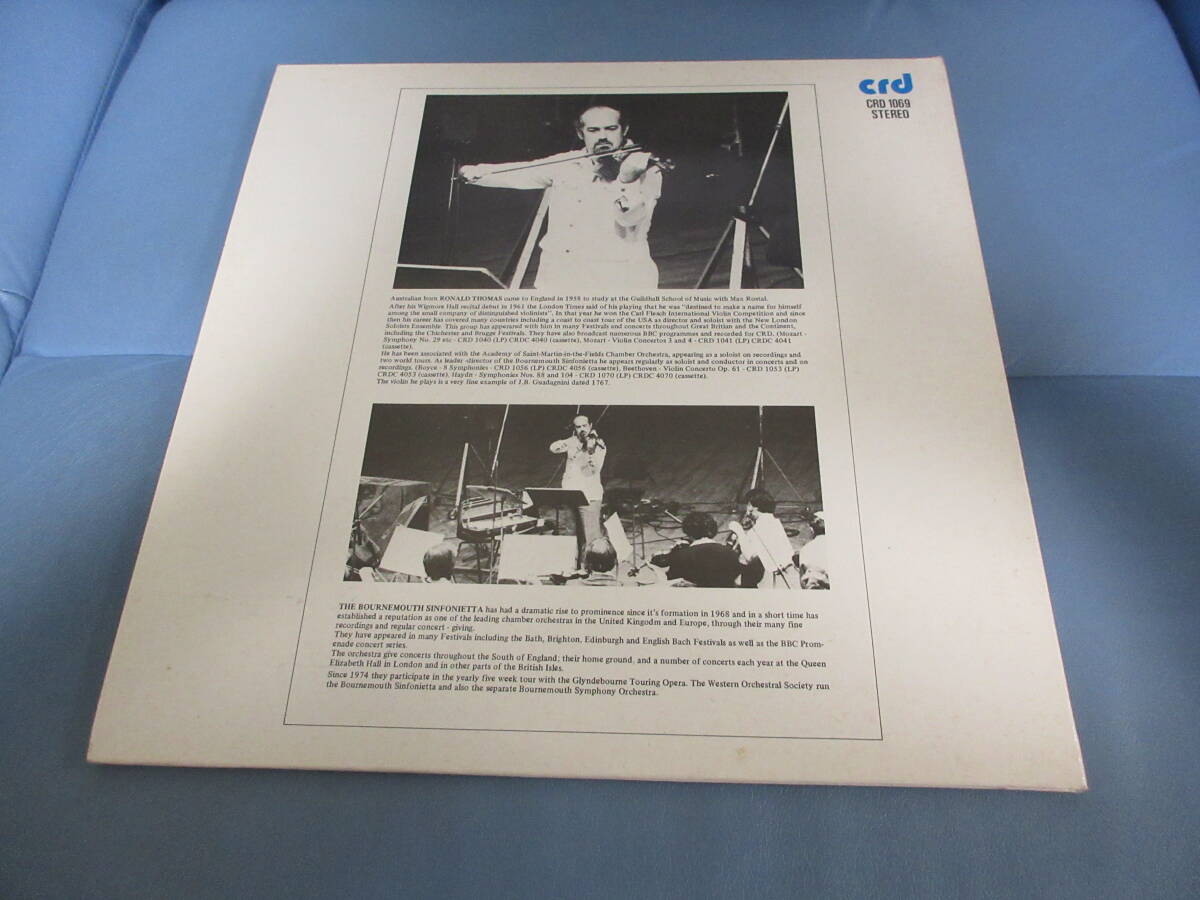 crd
CRD 1069
STEREO
Australian born RONALD THOMAS came to England in 1958 to study at the Guildhall School of Music with Max Rostal.
After his Wigmore Hall recital debut in 1961 the London Times said of his playing that he was "destined to make a name for himself
among the small company of distinguished violinists". In that year he won the Carl Flesch International Violin Competition and since
then his career has covered many countries including a coast to coast tour of the USA as director and soloist with the New London
Soloists Ensemble. This group has appeared with him in many Festivals and concerts throughout Great Britian and the Continent,
including the Chichester and Brugge Festivals. They have also broadcast numerous BBC programmes and recorded for CRD. (Mozart -
Symphony No. 29 etc - CRD 1040 (LP) CRDC 4040 (cassette), Mozart - Violin Concertos 3 and 4 - CRD 1041 (LP) CRDC 4041
(cassette).
He has been associated with the Academy of Saint-Martin-in-the-Fields Chamber Orchestra, appearing as a soloist on recordings and
two world tours. As leader -director of the Bournemouth Sinfonietta he appears regularly as soloist and conductor in concerts and on
recordings. (Boyce - 8 Symphonies - CRD 1056 (LP) CRDC 4056 (cassette), Beethoven - Violin Concerto Op. 61 - CRD 1053 (LP)
CRDC 4053 (cassette), Haydn - Symphonies Nos. 88 and 104 - CRD 1070 (LP) CRDC 4070 (cassette).
The violin he plays is a very fine example of J.B. Guadagnini dated 1767.
THE BOURNEMOUTH SINFONIETTA has had a dramatic rise to prominence since it's formation in 1968 and in a short time has
established a reputation as one of the leading chamber orchestras in the United Kingodm and Europe, through their many fine
recordings and regular concert - giving.
They have appeared in many Festivals including the Bath, Brighton, Edinburgh and English Bach Festivals as well as the BBC Prom-
enade concert series.
The orchestra give concerts throughout the South of England; their home ground, and a number of concerts each year at the Queen
Elizabeth Hall in London and in other parts of the British Isles.
Since 1974 they participate in the yearly five week tour with the Glyndebourne Touring Opera. The Western Orchestral Society run
the Bournemouth Sinfonietta and also the separate Bournemouth Symphony Orchestra.